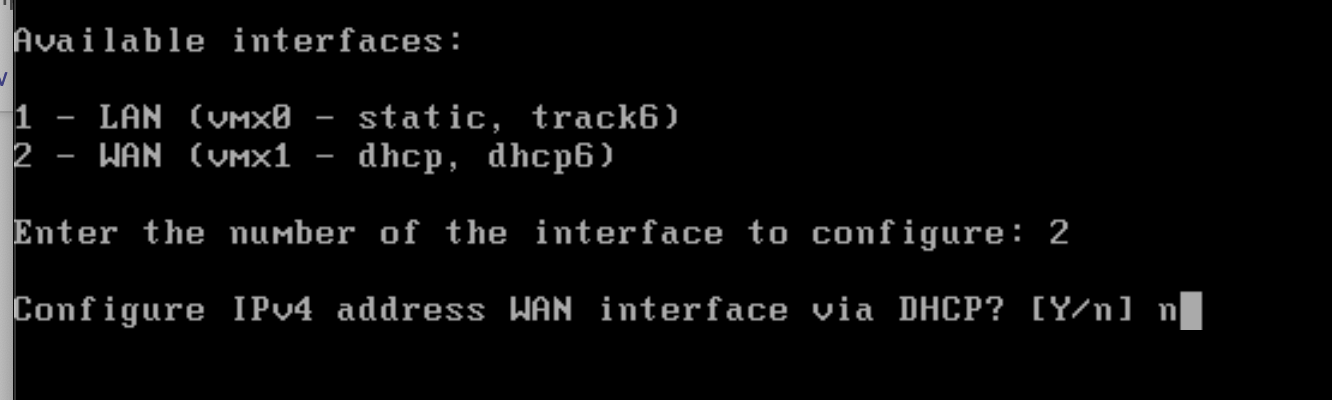 Available interfaces:
1 - LAN (vmx0 - static, track6)
2 - WAN (vmx1 - dhcp, dhcp6)
Enter the number of the interface to configure: 2
Configure IPv4 address WAN interface via DHCP? [Y/n] n